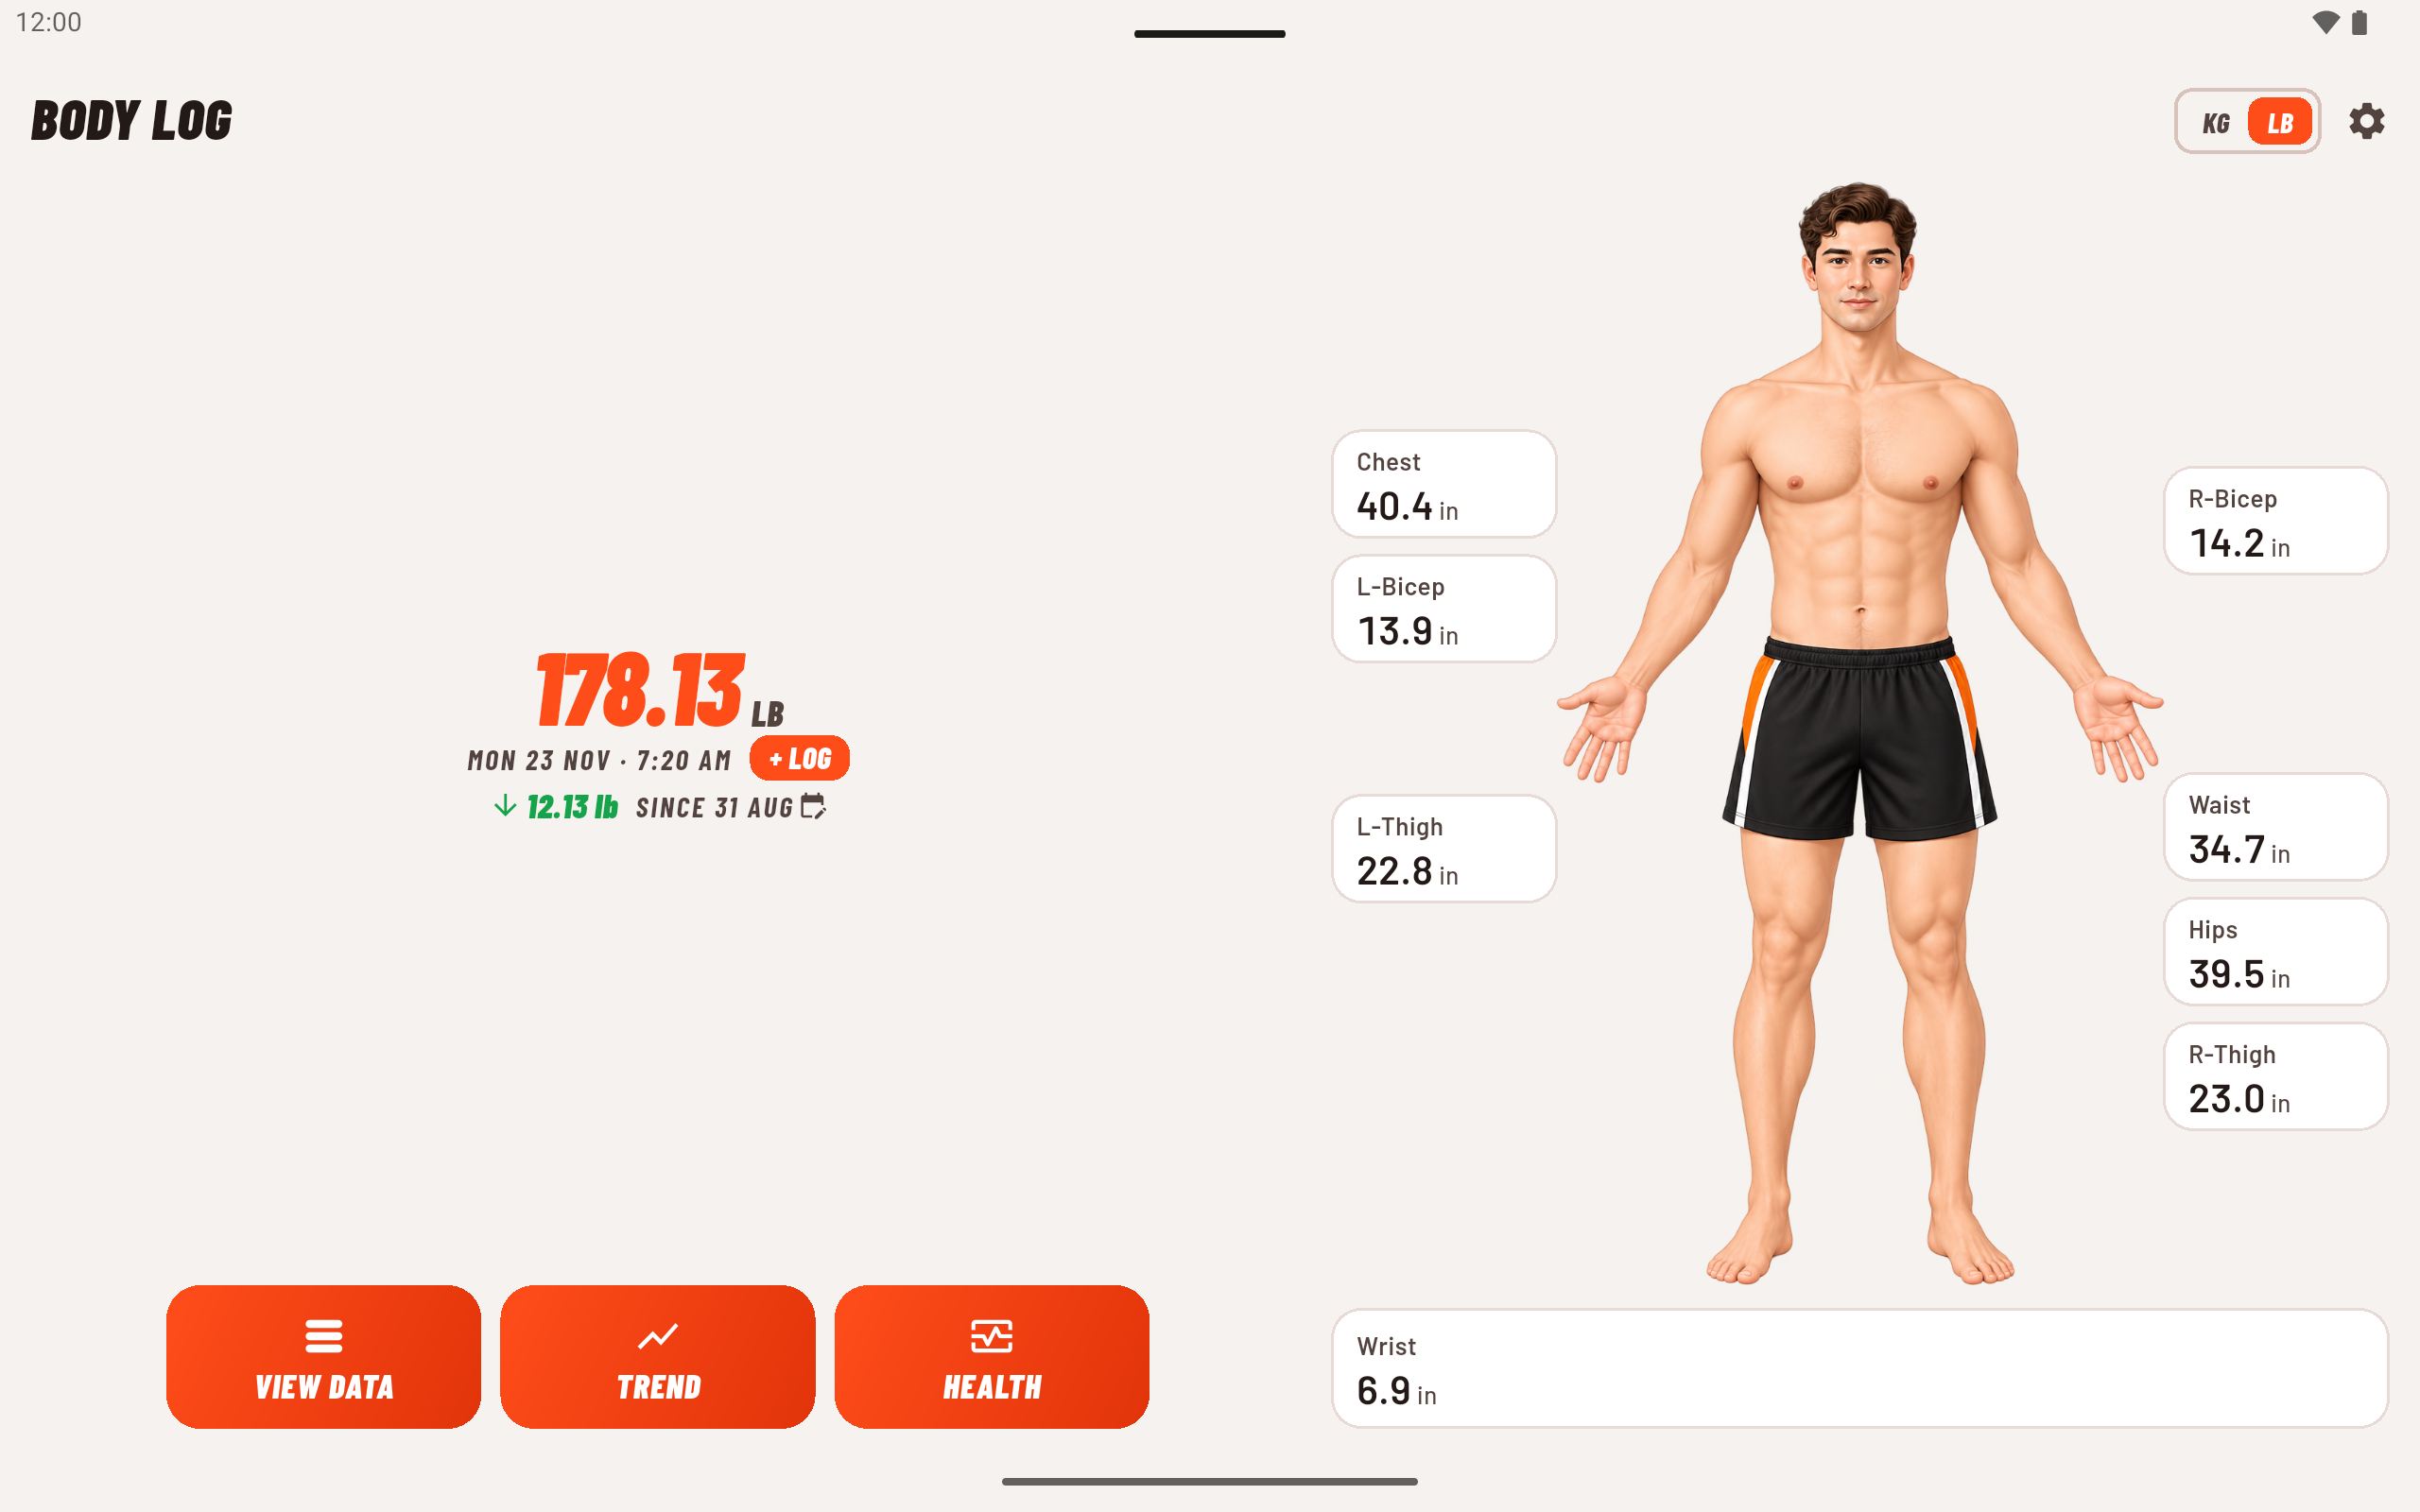 12:00
BODY LOG
KG LB
178.13 LB
MON 23 NOV · 7:20 AM + LOG
↓ 12.13 lb SINCE 31 AUG
VIEW DATA
TREND
HEALTH
Chest
40.4 in
L-Bicep
13.9 in
L-Thigh
22.8 in
R-Bicep
14.2 in
Waist
34.7 in
Hips
39.5 in
R-Thigh
23.0 in
Wrist
6.9 in